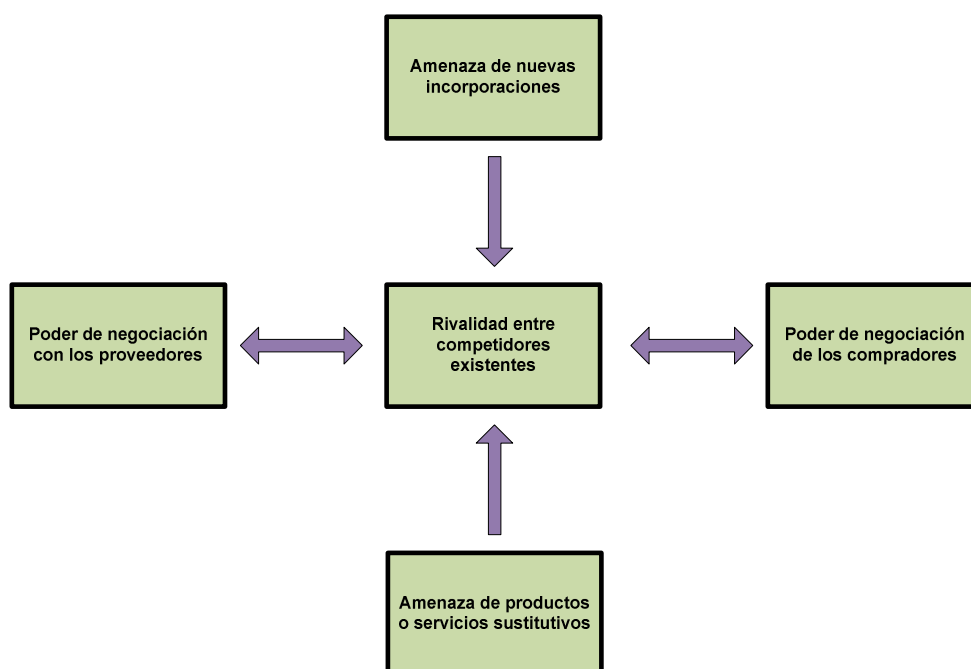 Amenaza de nuevas
incorporaciones
Poder de negociación
con los proveedores
Rivalidad entre
competidores
existentes
Poder de negociación
de los compradores
Amenaza de productos
o servicios sustitutivos